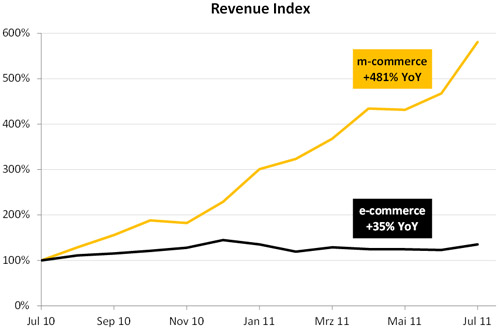 Revenue Index
600%
500%
400%
300%
200%
100%
0%
m-commerce
+481% YoY
e-commerce
+35% YoY
Jul 10 Sep 10 Nov 10 Jan 11 Mrz 11 Mai 11 Jul 11